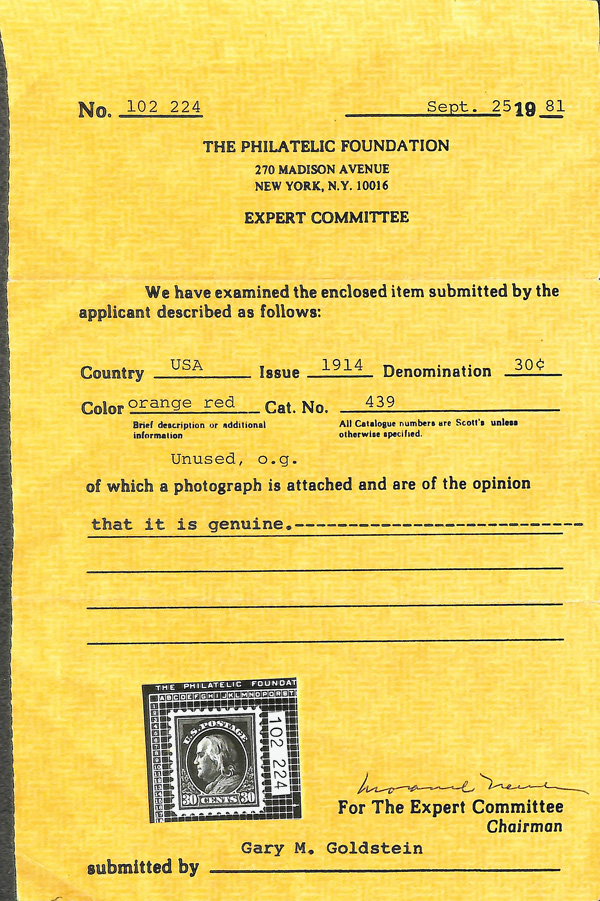 No. 102 224 Sept. 25 19 81
THE PHILATELIC FOUNDATION
270 MADISON AVENUE
NEW YORK, N.Y. 10016
EXPERT COMMITTEE
We have examined the enclosed item submitted by the
applicant described as follows:
Country USA Issue 1914 Denomination 30¢
Color orange red Cat. No. 439
Brief description or additional information
All Catalogue numbers are Scott's unless otherwise specified.
Unused, o.g.
of which a photograph is attached and are of the opinion
that it is genuine.----------------------------
THE PHILATELIC FOUNDAT
ABCDEFGHIJKLMNOPQRST
U.S. POSTAGE
30 CENTS 30
102 224
For The Expert Committee
Chairman
Gary M. Goldstein
submitted by